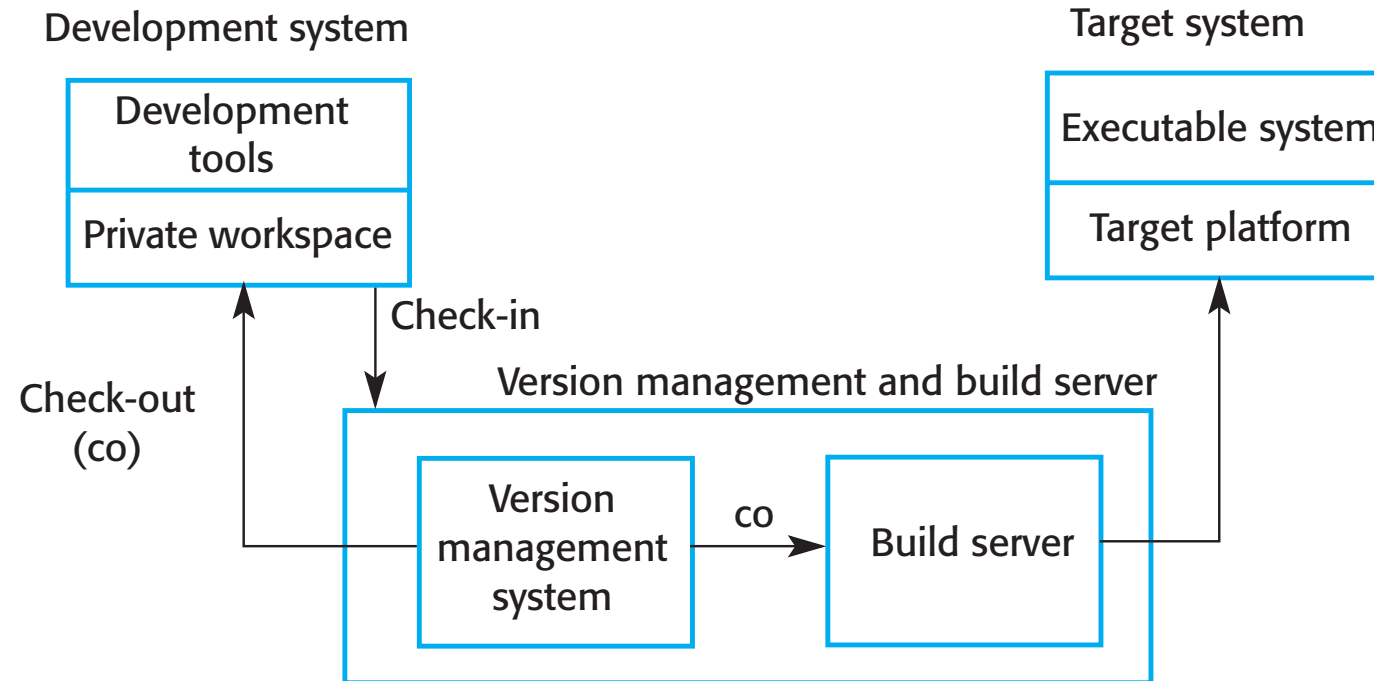 Development system
Target system
Development
tools
Executable system
Private workspace
Target platform
Check-in
Version management and build server
Check-out
(co)
Version
management
system
co
Build server